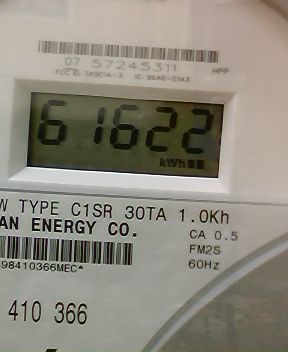 07 57245311
HPP
61622
kWh
W TYPE C1SR 30TA 1.0Kh
AN ENERGY CO.
CA 0.5
FM2S
60Hz
98410366MEC*
410 366